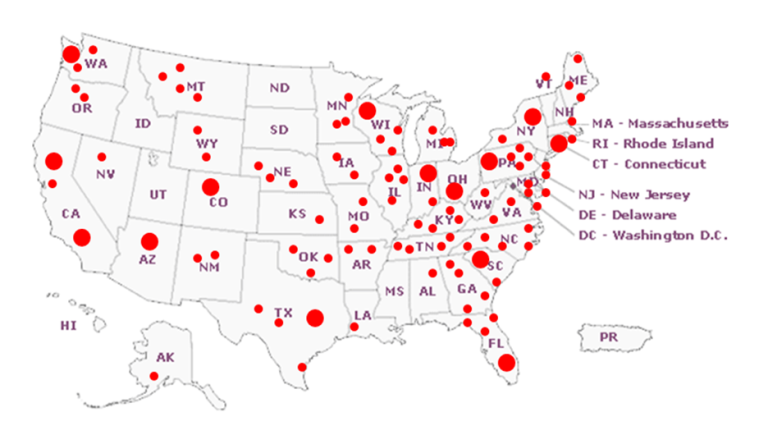 WA
MT
ND
MN
VT
ME
OR
ID
SD
WI
MI
NY
NH
MA - Massachusetts
RI - Rhode Island
CT - Connecticut
WY
NV
UT
CO
NE
IA
IL
IN
OH
PA
MD
NJ - New Jersey
DE - Delaware
DC - Washington D.C.
CA
KS
MO
KY
WV
VA
AZ
NM
OK
AR
TN
NC
SC
MS
AL
GA
TX
LA
FL
HI
AK
PR